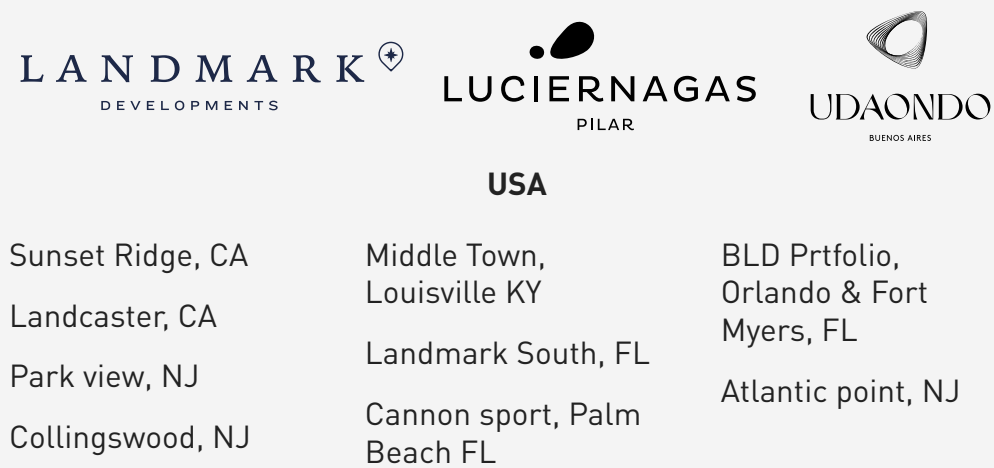 LANDMARK
DEVELOPMENTS
LUCIERNAGAS
PILAR
UDAONDO
BUENOS AIRES
USA
Sunset Ridge, CA
Landcaster, CA
Park view, NJ
Collingswood, NJ
Middle Town,
Louisville KY
Landmark South, FL
Cannon sport, Palm
Beach FL
BLD Prtfolio,
Orlando & Fort
Myers, FL
Atlantic point, NJ